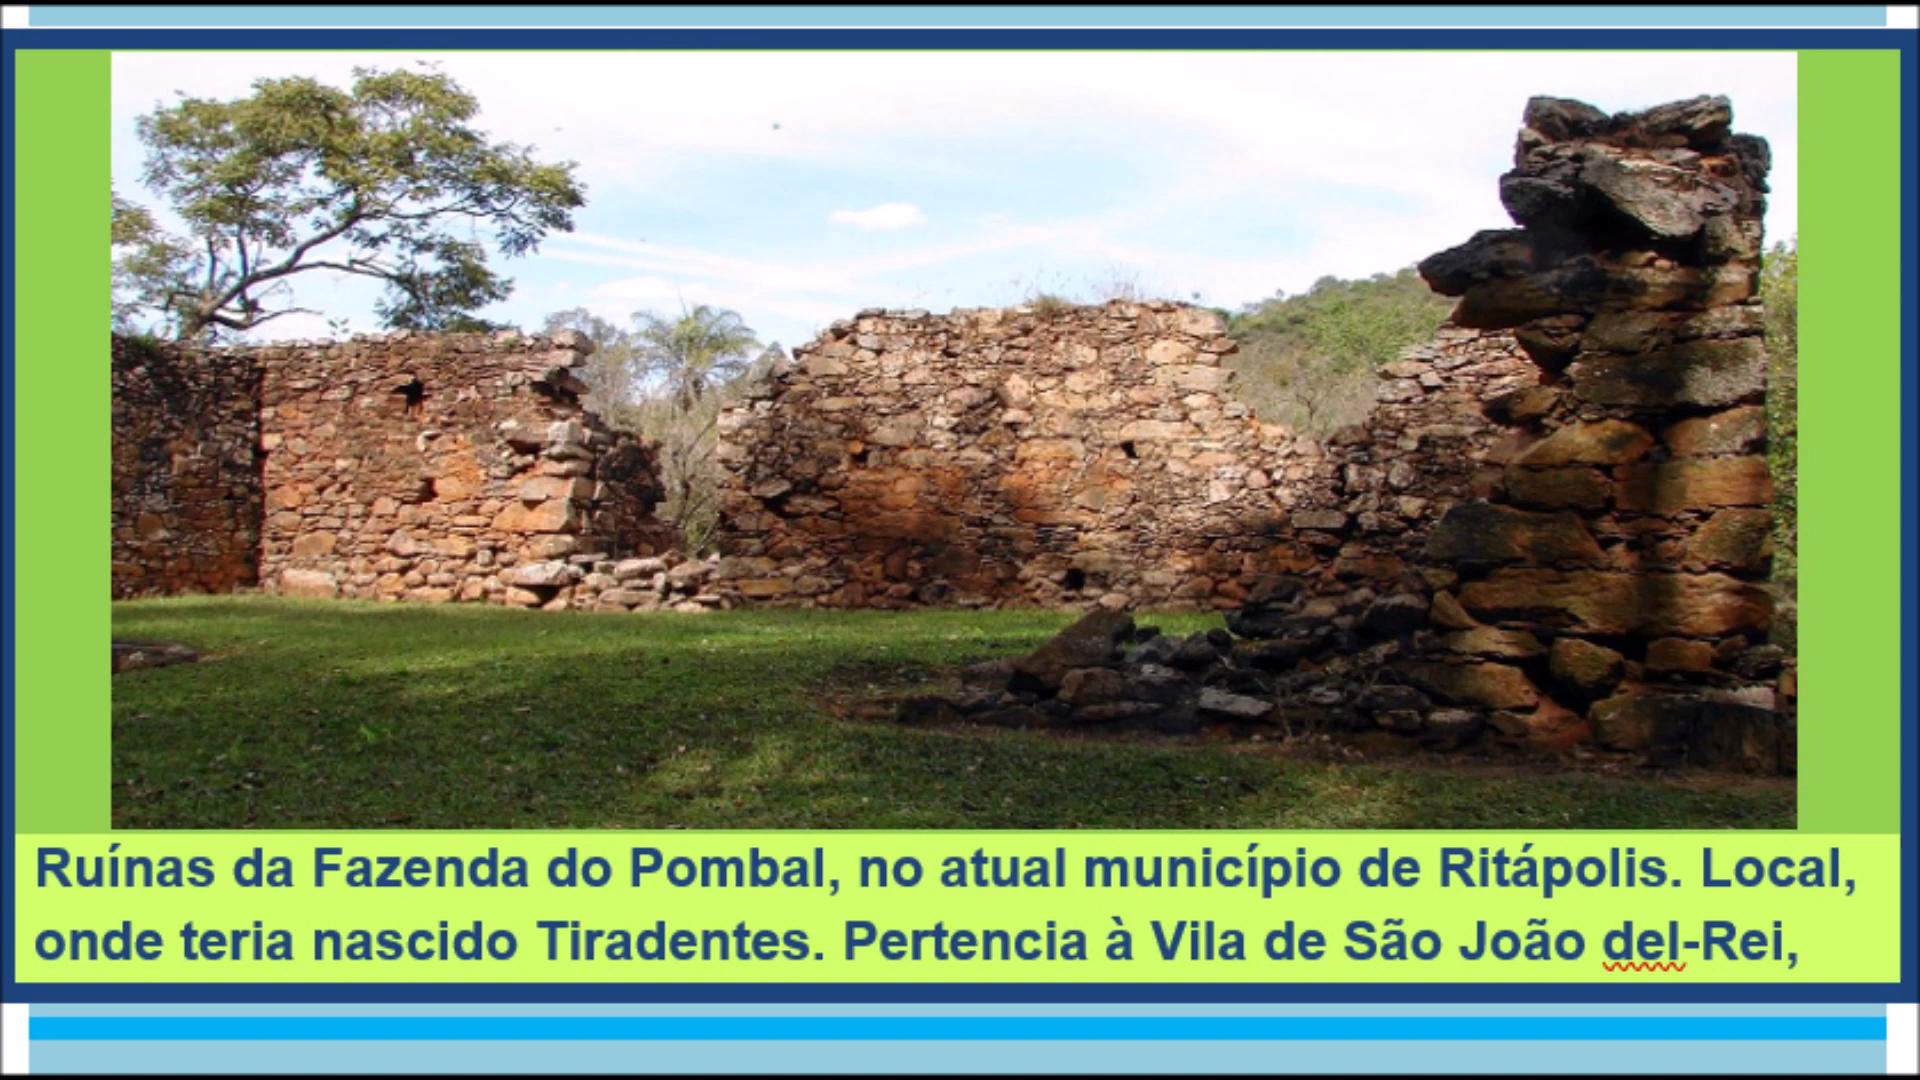 Ruínas da Fazenda do Pombal, no atual município de Ritápolis. Local,
onde teria nascido Tiradentes. Pertencia à Vila de São João del-Rei,